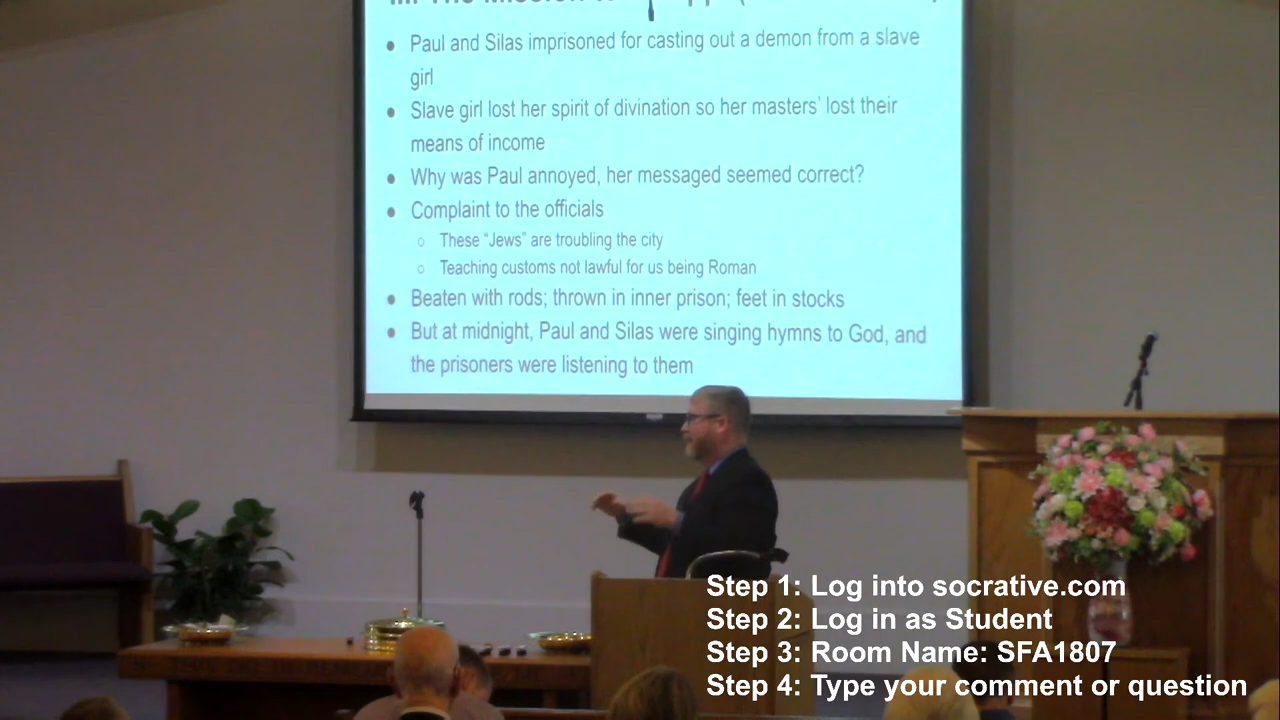 III. The Mission to
● Paul and Silas imprisoned for casting out a demon from a slave
girl
● Slave girl lost her spirit of divination so her masters' lost their
means of income
● Why was Paul annoyed, her messaged seemed correct?
● Complaint to the officials
○ These "Jews" are troubling the city
○ Teaching customs not lawful for us being Roman
● Beaten with rods; thrown in inner prison; feet in stocks
● But at midnight, Paul and Silas were singing hymns to God, and
the prisoners were listening to them
Step 1: Log into socrative.com
Step 2: Log in as Student
Step 3: Room Name: SFA1807
Step 4: Type your comment or question